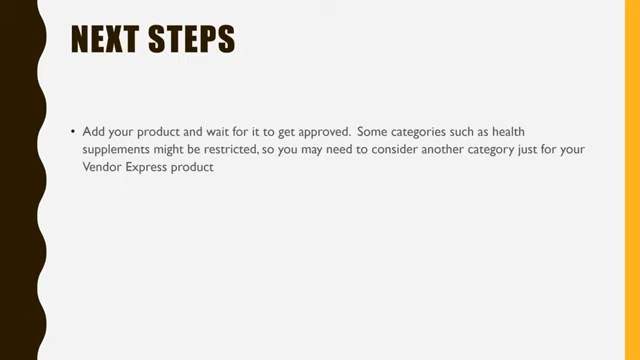 NEXT STEPS
• Add your product and wait for it to get approved.  Some categories such as health
supplements might be restricted, so you may need to consider another category just for your
Vendor Express product